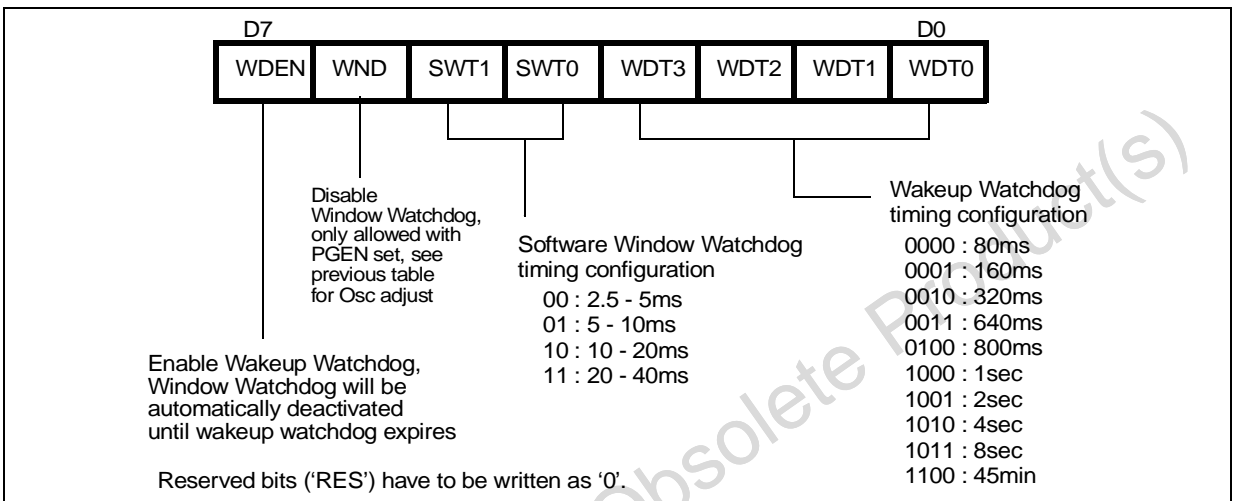 D7 D0
WDEN WND SWT1 SWT0 WDT3 WDT2 WDT1 WDT0
Disable
Window Watchdog,
only allowed with
PGEN set, see
previous table
for Osc adjust
Software Window Watchdog
timing configuration
00 : 2.5 - 5ms
01 : 5 - 10ms
10 : 10 - 20ms
11 : 20 - 40ms
Wakeup Watchdog
timing configuration
0000 : 80ms
0001 : 160ms
0010 : 320ms
0011 : 640ms
0100 : 800ms
1000 : 1sec
1001 : 2sec
1010 : 4sec
1011 : 8sec
1100 : 45min
Enable Wakeup Watchdog,
Window Watchdog will be
automatically deactivated
until wakeup watchdog expires
Reserved bits ('RES') have to be written as '0'.
Obsolete Product(s)